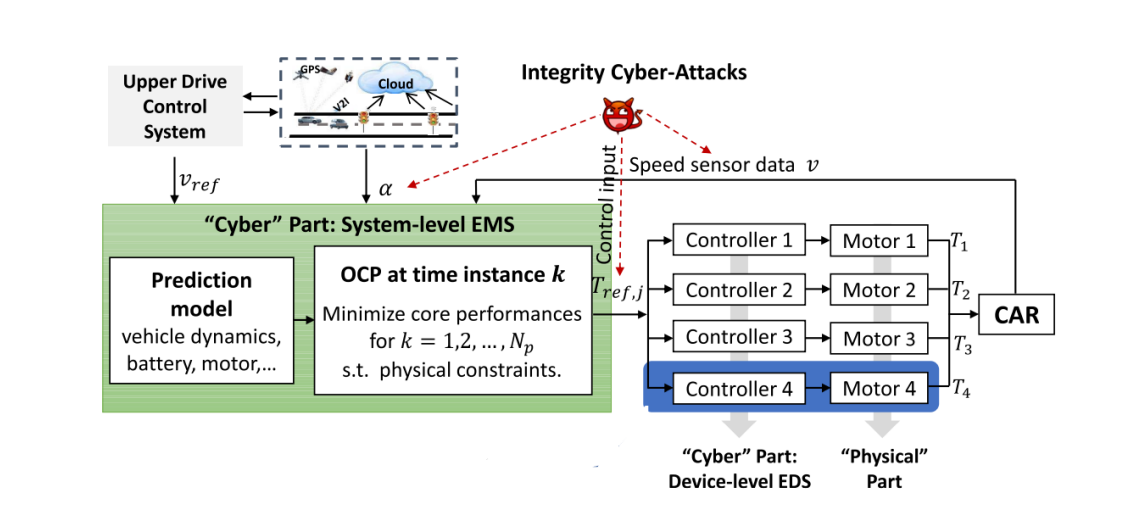 Upper Drive
Control
System
GPS
V2I
Cloud
Integrity Cyber-Attacks
v_ref
α
Control input
Speed sensor data v
“Cyber” Part: System-level EMS
Prediction
model
vehicle dynamics,
battery, motor,...
OCP at time instance k
Minimize core performances
for k = 1,2, ..., N_p
s.t. physical constraints.
T_ref,j
Controller 1
Motor 1
T_1
Controller 2
Motor 2
T_2
Controller 3
Motor 3
T_3
Controller 4
Motor 4
T_4
CAR
“Cyber” Part:
Device-level EDS
“Physical”
Part